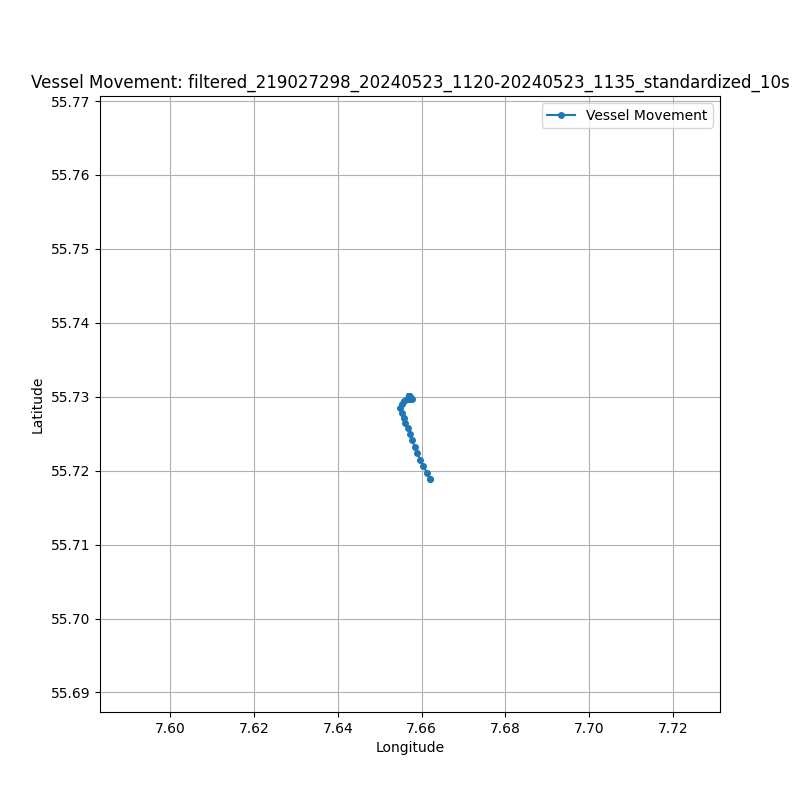 Vessel Movement: filtered_219027298_20240523_1120-20240523_1135_standardized_10s
Vessel Movement
55.77
55.76
55.75
55.74
55.73
55.72
55.71
55.70
55.69
Latitude
7.60 7.62 7.64 7.66 7.68 7.70 7.72
Longitude